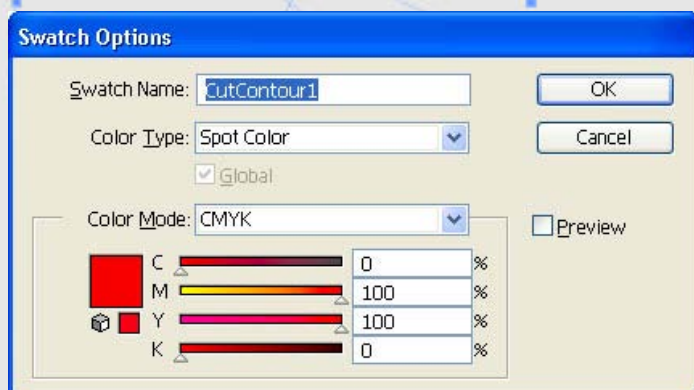 Swatch Options
Swatch Name: CutContour1
OK
Color Type: Spot Color
Cancel
Global
Color Mode: CMYK
Preview
C 0 %
M 100 %
Y 100 %
K 0 %